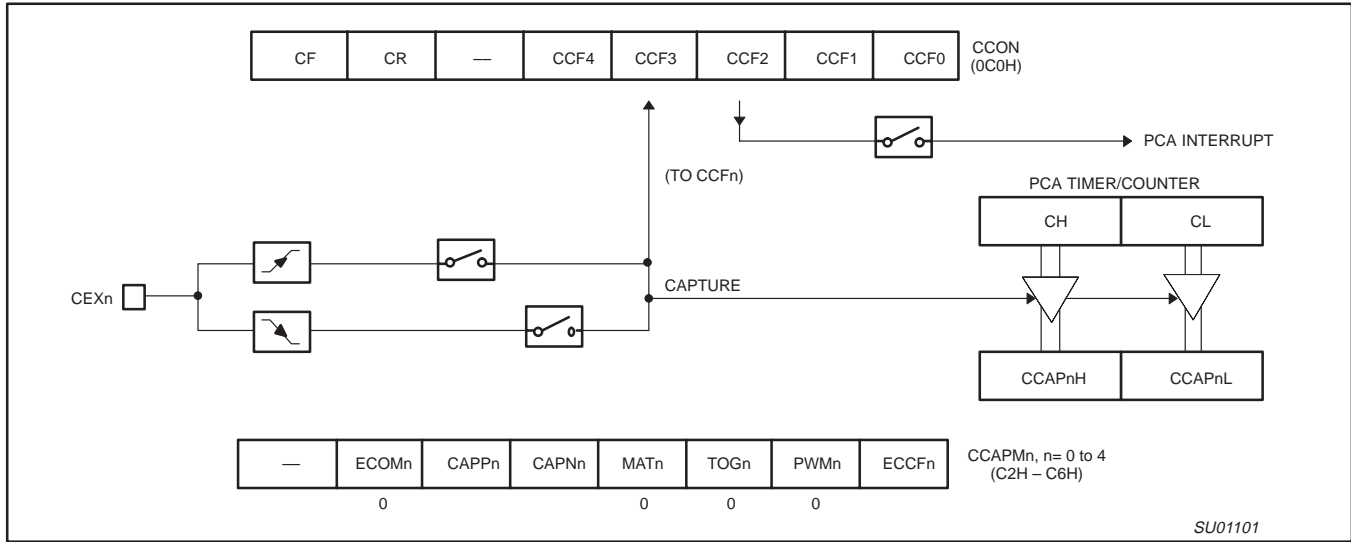 CF CR — CCF4 CCF3 CCF2 CCF1 CCF0
CCON
(0C0H)
PCA INTERRUPT
(TO CCFn)
PCA TIMER/COUNTER
CH CL
CEXn
CAPTURE
CCAPnH CCAPnL
— ECOMn CAPPn CAPNn MATn TOGn PWMn ECCFn
CCAPMn, n= 0 to 4
(C2H – C6H)
0 0 0 0
SU01101